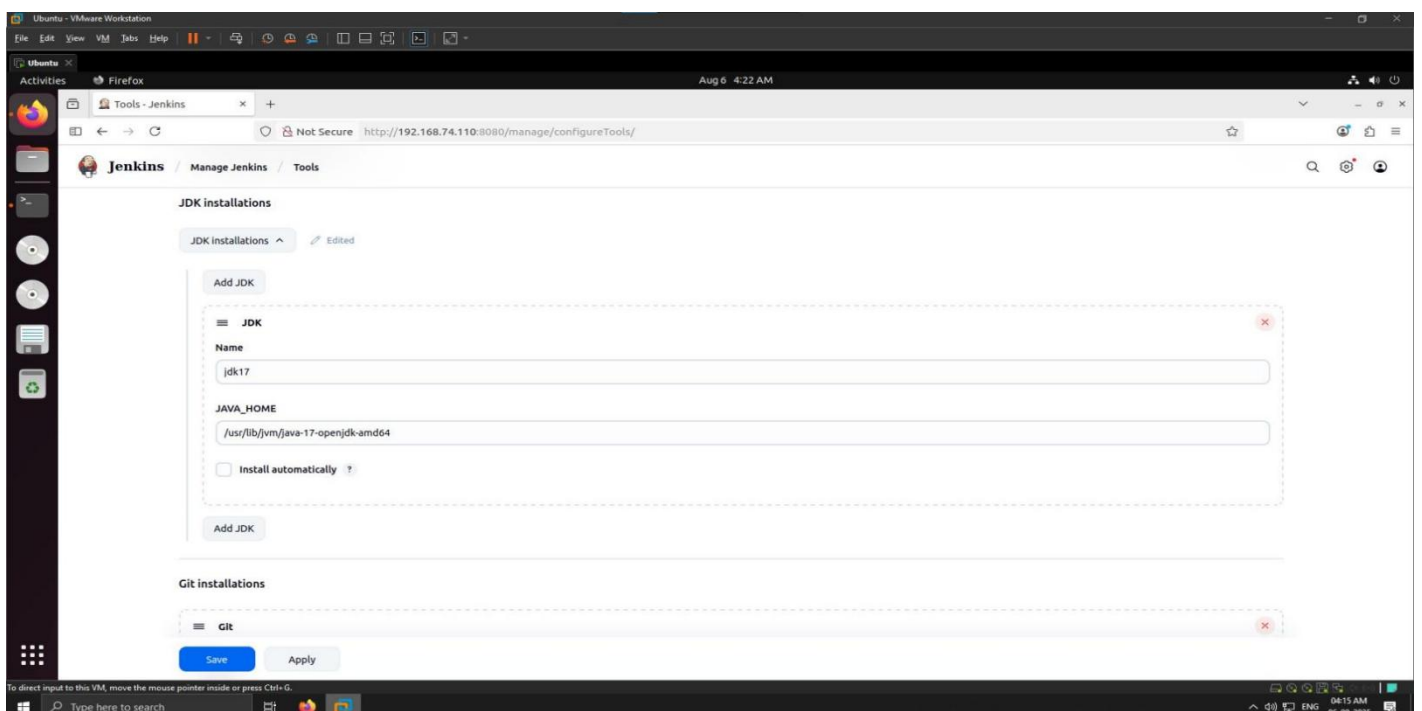 Ubuntu - VMware Workstation
File Edit View VM Tabs Help
Ubuntu
Activities Firefox Aug 6 4:22 AM
Tools - Jenkins
Not Secure http://192.168.74.110:8080/manage/configureTools/
Jenkins / Manage Jenkins / Tools
JDK installations
JDK installations Edited
Add JDK
JDK
Name
jdk17
JAVA_HOME
/usr/lib/jvm/java-17-openjdk-amd64
Install automatically ?
Add JDK
Git installations
Git
Save Apply
To direct input to this VM, move the mouse pointer inside or press Ctrl+G.
Type here to search ENG 04:15 AM